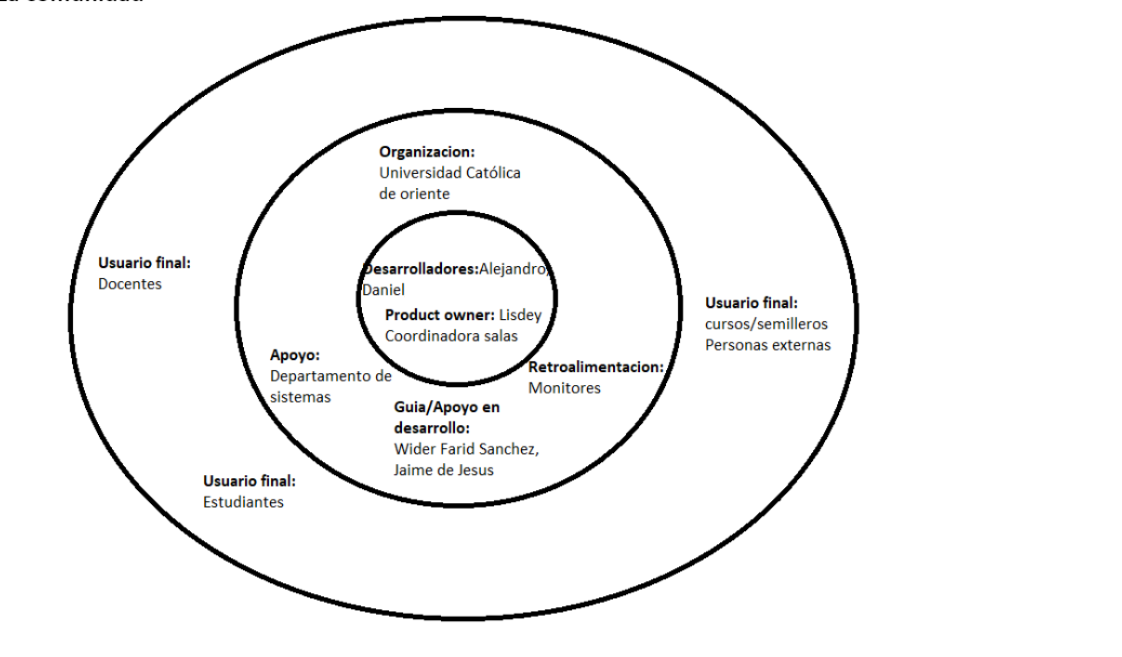 La comunidad
Organizacion:
Universidad Católica
de oriente
Usuario final:
Docentes
Desarrolladores:Alejandro,
Daniel
Product owner: Lisdey
Coordinadora salas
Usuario final:
cursos/semilleros
Personas externas
Apoyo:
Departamento de
sistemas
Retroalimentacion:
Monitores
Guia/Apoyo en
desarrollo:
Wider Farid Sanchez,
Jaime de Jesus
Usuario final:
Estudiantes